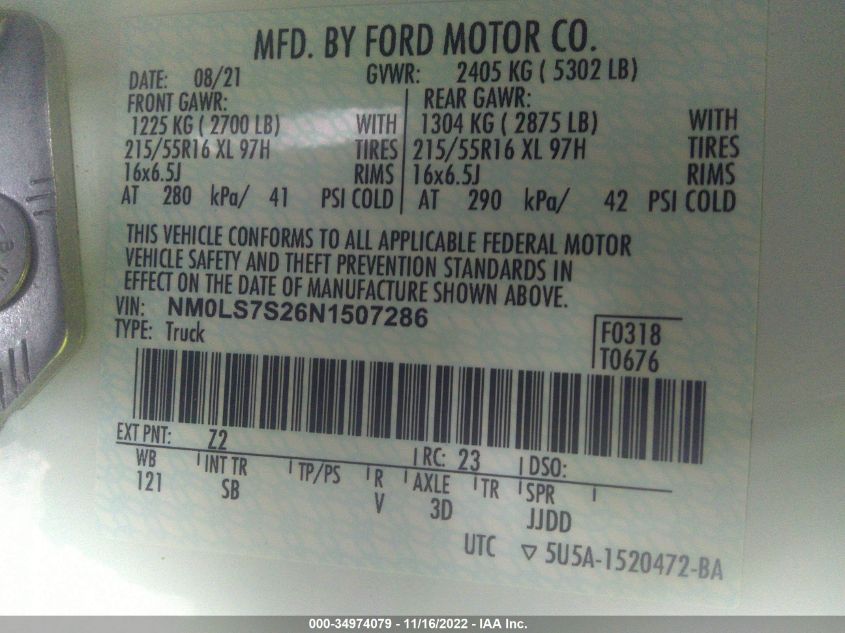 MFD. BY FORD MOTOR CO.
DATE: 08/21 GVWR: 2405 KG ( 5302 LB)
FRONT GAWR: REAR GAWR:
1225 KG ( 2700 LB) WITH 1304 KG ( 2875 LB) WITH
215/55R16 XL 97H TIRES 215/55R16 XL 97H TIRES
16x6.5J RIMS 16x6.5J RIMS
AT 280 kPa/ 41 PSI COLD AT 290 kPa/ 42 PSI COLD
THIS VEHICLE CONFORMS TO ALL APPLICABLE FEDERAL MOTOR
VEHICLE SAFETY AND THEFT PREVENTION STANDARDS IN
EFFECT ON THE DATE OF MANUFACTURE SHOWN ABOVE.
VIN: NM0LS7S26N1507286
TYPE: Truck
F0318
T0676
EXT PNT: Z2 RC: 23 DSO:
WB INT TR TP/PS R AXLE TR SPR
121 SB V 3D JJDD
UTC ▽ 5U5A-1520472-BA
000-34974079 - 11/16/2022 - IAA Inc.